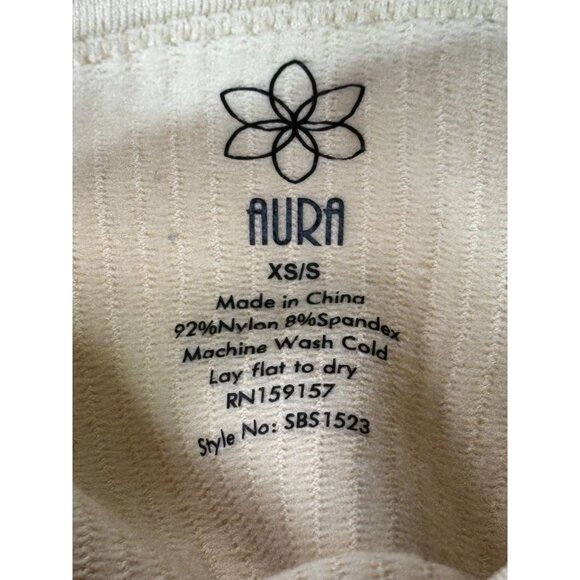 AURA
XS/S
Made in China
92%Nylon 8%Spandex
Machine Wash Cold
Lay flat to dry
RN159157
Style No: SBS1523